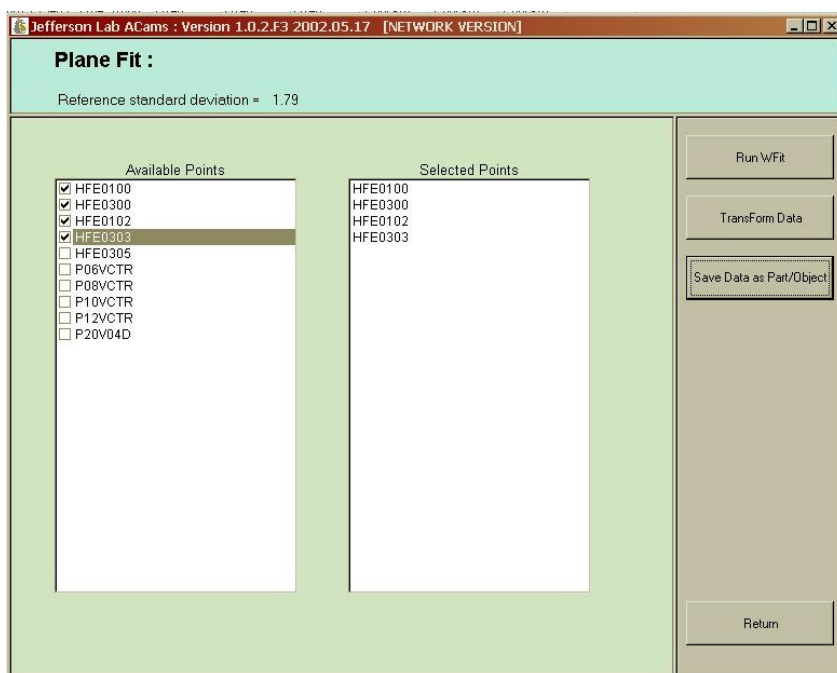 Jefferson Lab ACams : Version 1.0.2.F3 2002.05.17 [NETWORK VERSION]
Plane Fit :
Reference standard deviation = 1.79
Available Points
HFE0100
HFE0300
HFE0102
HFE0303
HFE0305
P06VCTR
P08VCTR
P10VCTR
P12VCTR
P20V04D
Selected Points
HFE0100
HFE0300
HFE0102
HFE0303
Run WFit
TransForm Data
Save Data as Part/Object
Return